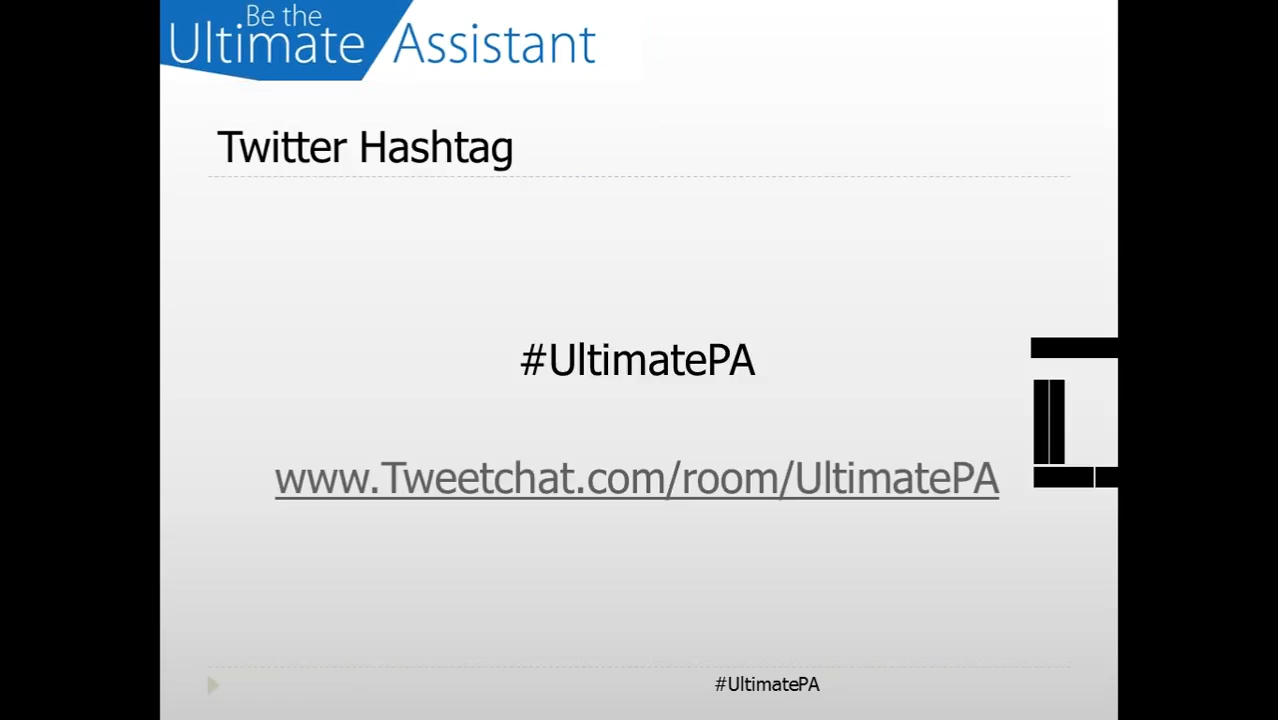 Be the
Ultimate Assistant
Twitter Hashtag
#UltimatePA
www.Tweetchat.com/room/UltimatePA
#UltimatePA